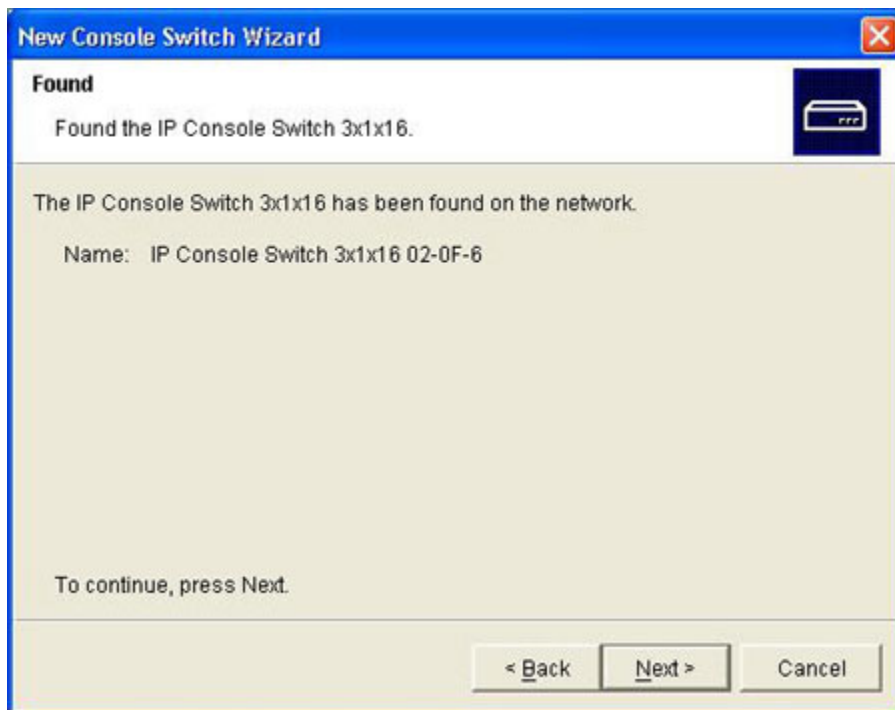 New Console Switch Wizard
Found
Found the IP Console Switch 3x1x16.
The IP Console Switch 3x1x16 has been found on the network.
Name: IP Console Switch 3x1x16 02-0F-6
To continue, press Next.
< Back Next > Cancel